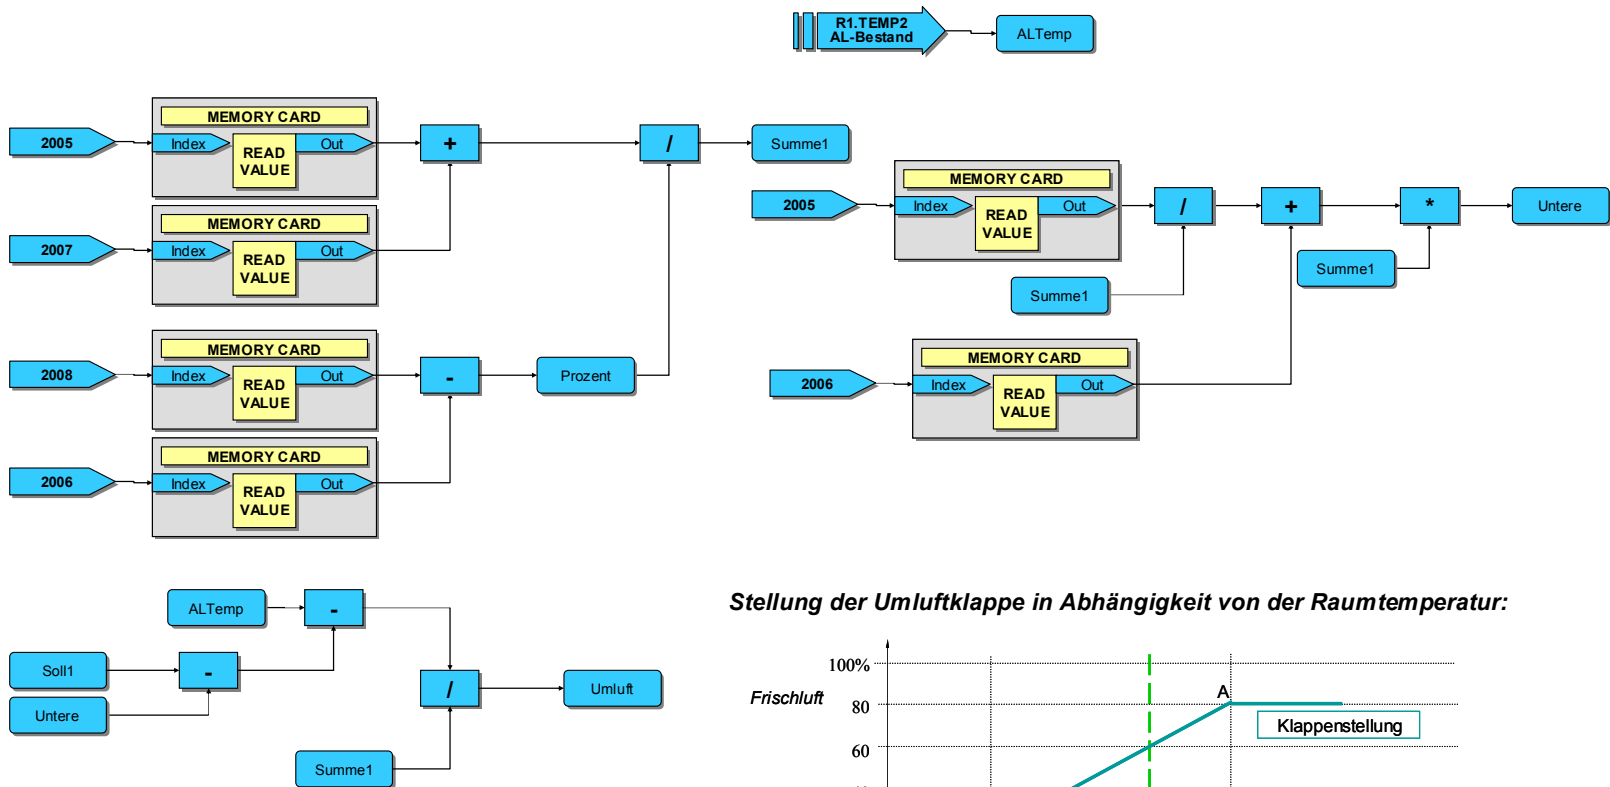 R1.TEMP2
AL-Bestand
ALTemp
MEMORY CARD
2005
Index
READ
VALUE
Out
+
/
Summe1
MEMORY CARD
2007
Index
READ
VALUE
Out
MEMORY CARD
2008
Index
READ
VALUE
Out
-
Prozent
MEMORY CARD
2006
Index
READ
VALUE
Out
MEMORY CARD
2005
Index
READ
VALUE
Out
/
+
*
Untere
Summe1
Summe1
MEMORY CARD
2006
Index
READ
VALUE
Out
ALTemp
-
Soll1
-
Untere
/
Umluft
Summe1
Stellung der Umluftklappe in Abhängigkeit von der Raumtemperatur:
100%
Frischluft
80
A
Klappenstellung
60